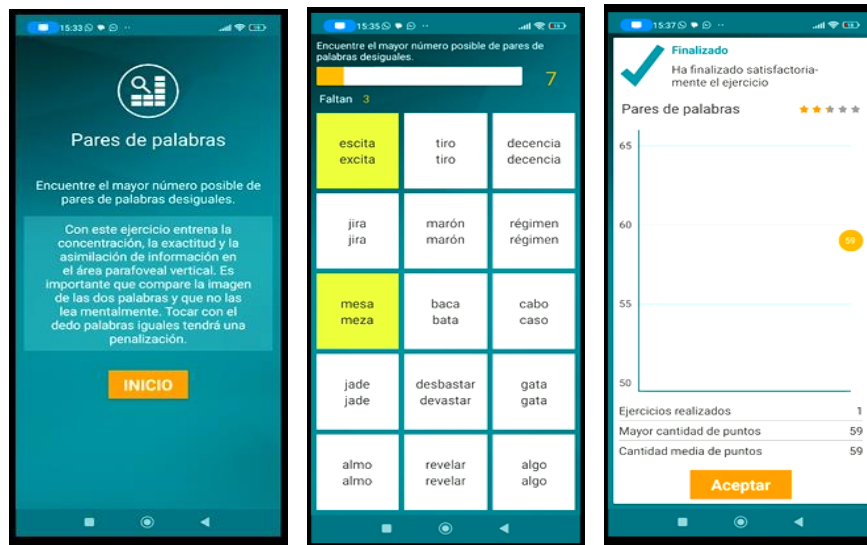 15:33
Pares de palabras
Encuentre el mayor número posible de
pares de palabras desiguales.
Con este ejercicio entrena la
concentración, la exactitud y la
asimilación de información en
el área parafoveal vertical. Es
importante que compare la imagen
de las dos palabras y que no las
lea mentalmente. Tocar con el
dedo palabras iguales tendrá una
penalización.
INICIO
15:35
Encuentre el mayor número posible de pares de
palabras desiguales.
7
Faltan 3
escita
excita
tiro
tiro
decencia
decencia
jira
jira
marón
marón
régimen
régimen
mesa
meza
baca
bata
cabo
caso
jade
jade
desbastar
devastar
gata
gata
almo
almo
revelar
revelar
algo
algo
15:37
Finalizado
Ha finalizado satisfactoria-
mente el ejercicio
Pares de palabras
65
60
59
55
50
Ejercicios realizados 1
Mayor cantidad de puntos 59
Cantidad media de puntos 59
Aceptar